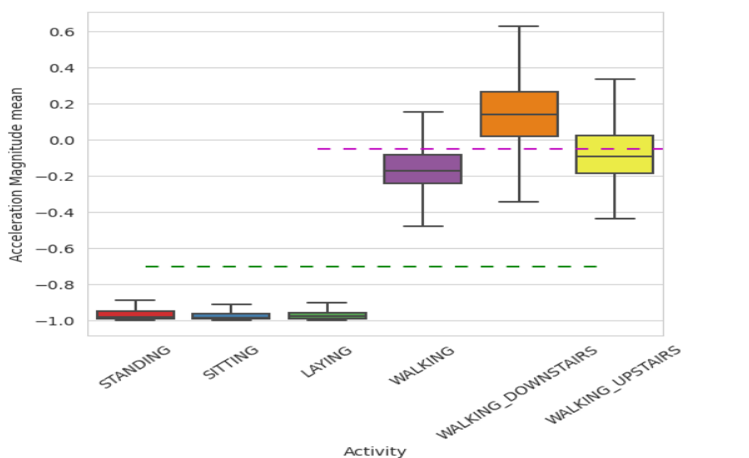 Acceleration Magnitude mean
0.6
0.4
0.2
0.0
−0.2
−0.4
−0.6
−0.8
−1.0
STANDING
SITTING
LAYING
WALKING
WALKING_DOWNSTAIRS
WALKING_UPSTAIRS
Activity